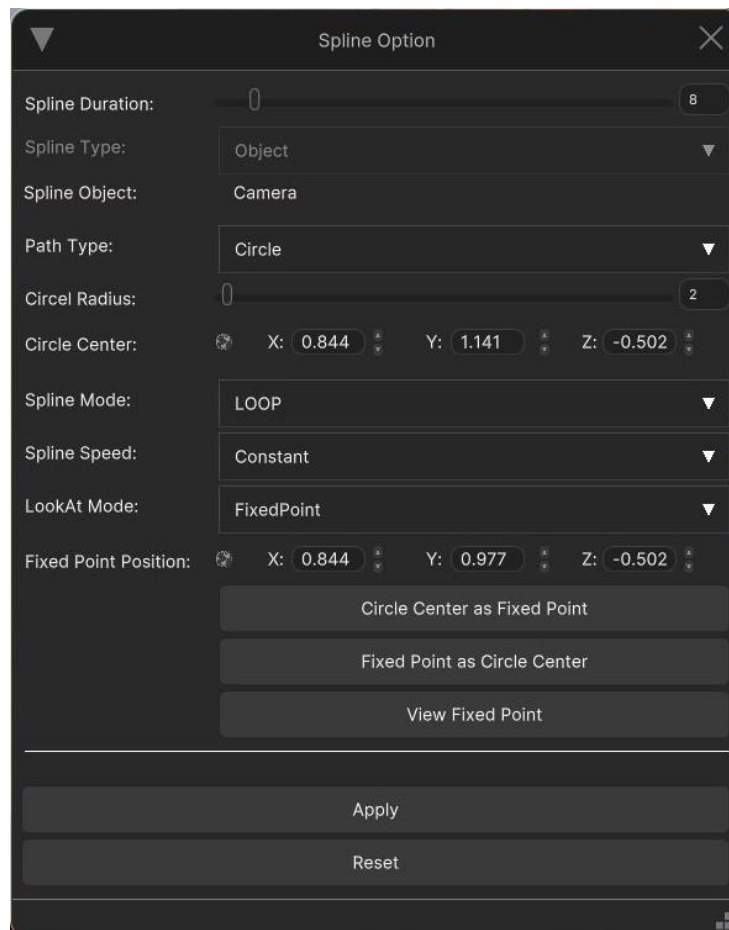 Spline Option
Spline Duration: 8
Spline Type: Object
Spline Object: Camera
Path Type: Circle
Circel Radius: 2
Circle Center: X: 0.844 Y: 1.141 Z: -0.502
Spline Mode: LOOP
Spline Speed: Constant
LookAt Mode: FixedPoint
Fixed Point Position: X: 0.844 Y: 0.977 Z: -0.502
Circle Center as Fixed Point
Fixed Point as Circle Center
View Fixed Point
Apply
Reset